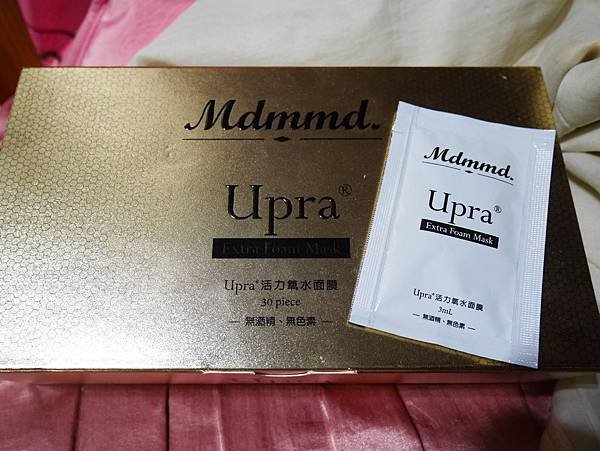 Mdmmd.
Upra®
Extra Foam Mask
Upra®活力氧水面膜
30 piece
— 無酒精、無色素 —
Mdmmd.
Upra®
Extra Foam Mask
Upra®活力氧水面膜
3mL
— 無酒精、無色素 —